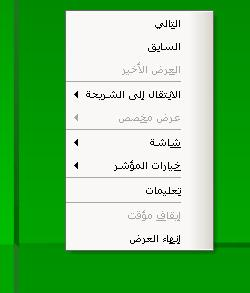 التالي
السابق
العرض الأخير
الانتقال إلى الشريحة
عرض مخصص
شاشة
خيارات المؤشر
تعليمات
إيقاف مؤقت
إنهاء العرض